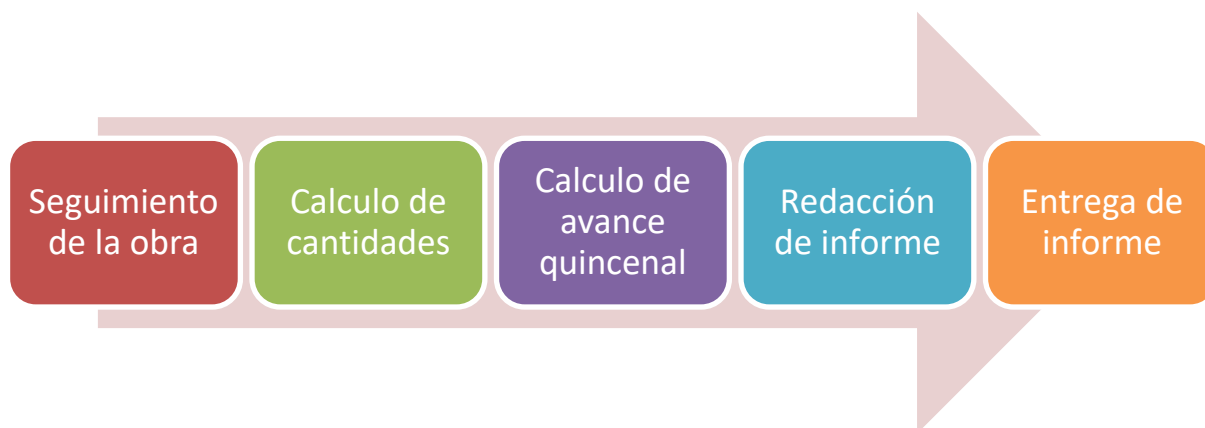 Seguimiento
de la obra
Calculo de
cantidades
Calculo de
avance
quincenal
Redacción
de informe
Entrega de
informe